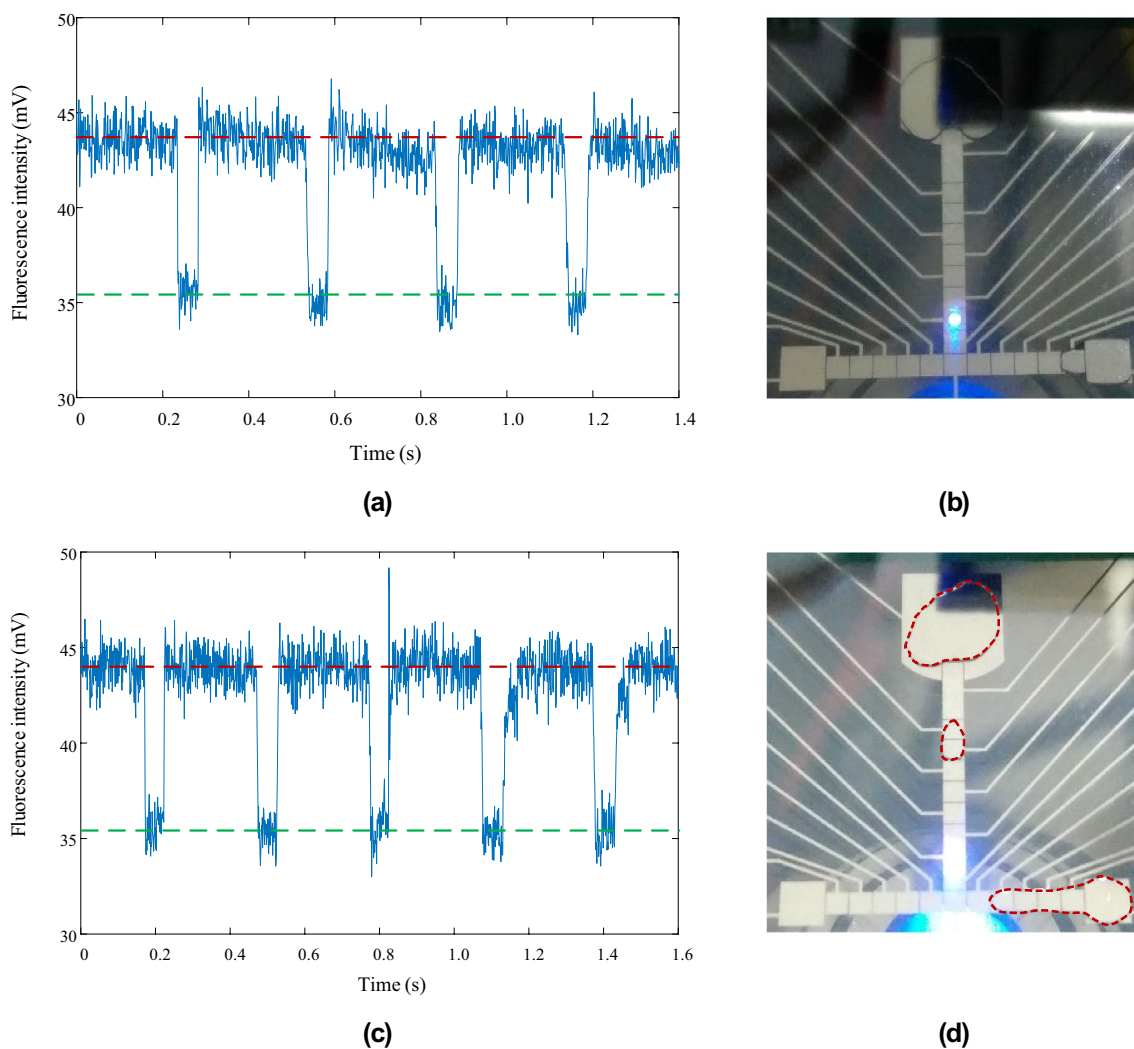 50
45
40
35
30
Fluorescence intensity (mV)
0 0.2 0.4 0.6 0.8 1.0 1.2 1.4
Time (s)
(a)
(b)
50
45
40
35
30
Fluorescence intensity (mV)
0 0.2 0.4 0.6 0.8 1.0 1.2 1.4 1.6
Time (s)
(c)
(d)